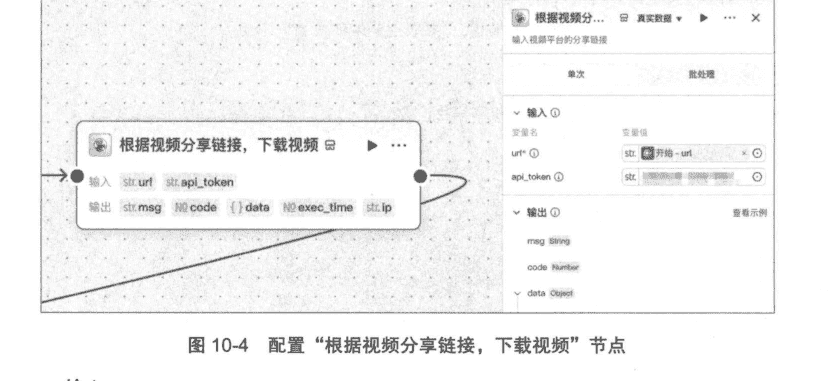 根据视频分... 真实数据
输入视频平台的分享链接
单次 批处理
输入
变量名 变量值
url* str. 开始 - url
api_token str.
输出 查看示例
msg String
code Number
data Object
根据视频分享链接，下载视频
输入 str.url str.api_token
输出 str.msg No code {}data No exec_time str.ip
图 10-4 配置“根据视频分享链接，下载视频”节点